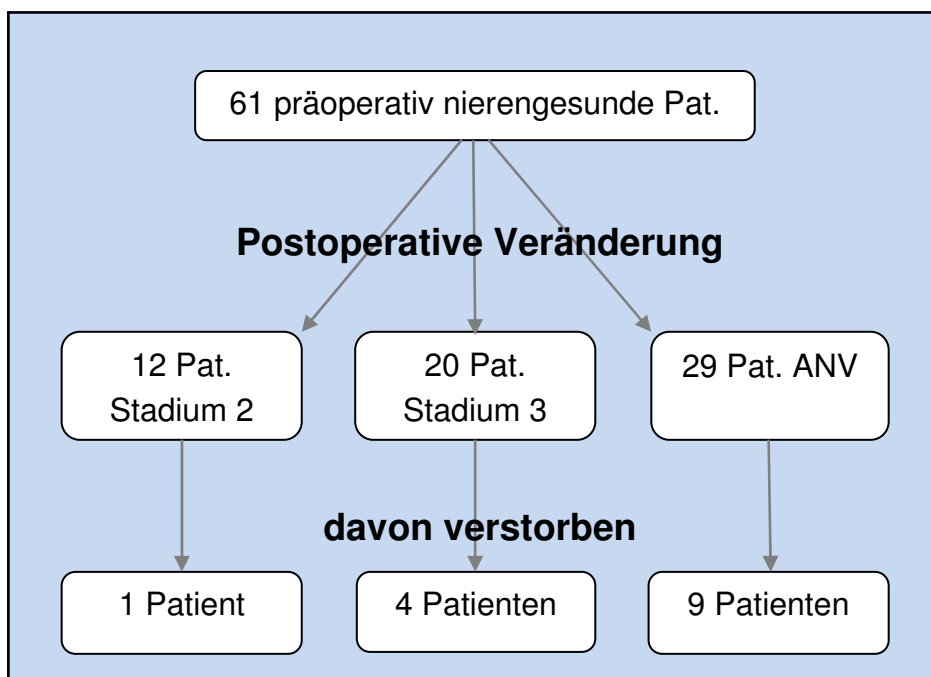 61 präoperativ nierengesunde Pat.
Postoperative Veränderung
12 Pat.
Stadium 2
20 Pat.
Stadium 3
29 Pat. ANV
davon verstorben
1 Patient
4 Patienten
9 Patienten